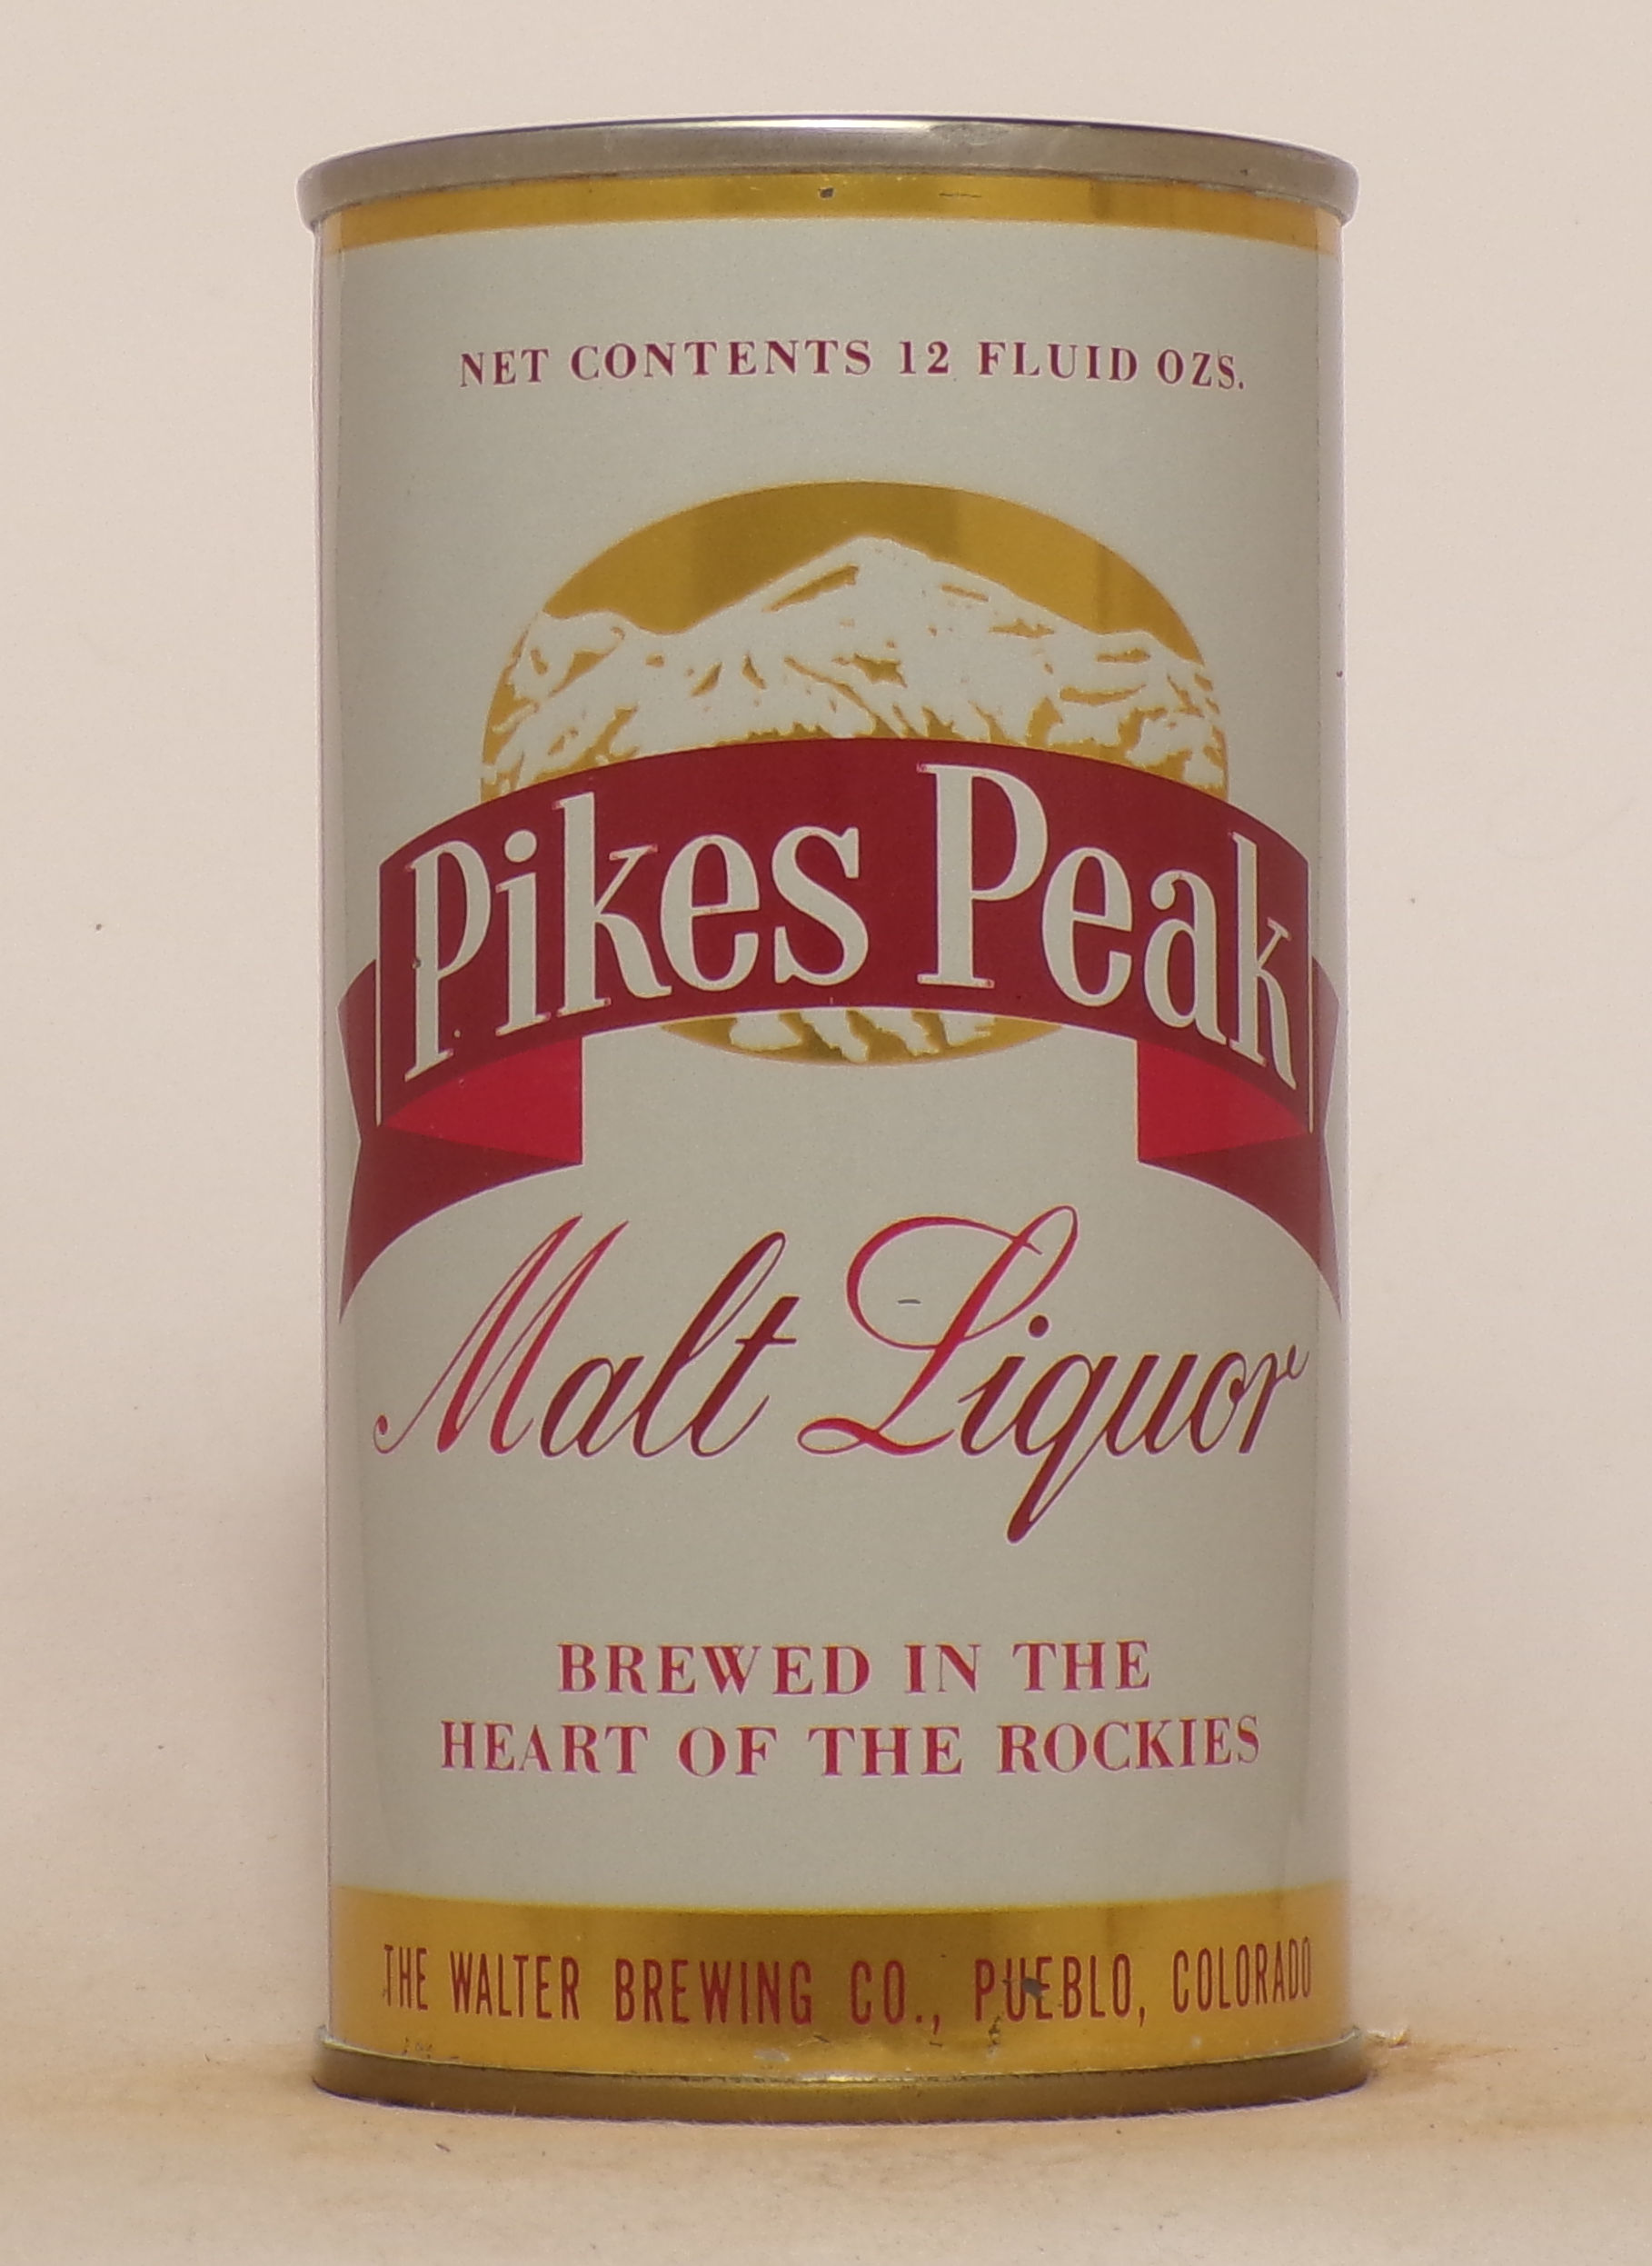 NET CONTENTS 12 FLUID OZS.
Pikes Peak
Malt Liquor
BREWED IN THE
HEART OF THE ROCKIES
THE WALTER BREWING CO., PUEBLO, COLORADO